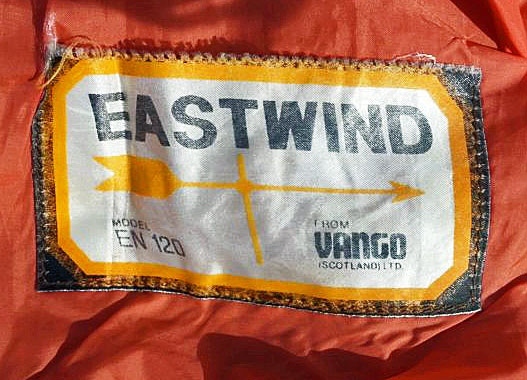 EASTWIND
MODEL
EN 120
FROM
VANGO
(SCOTLAND) LTD.